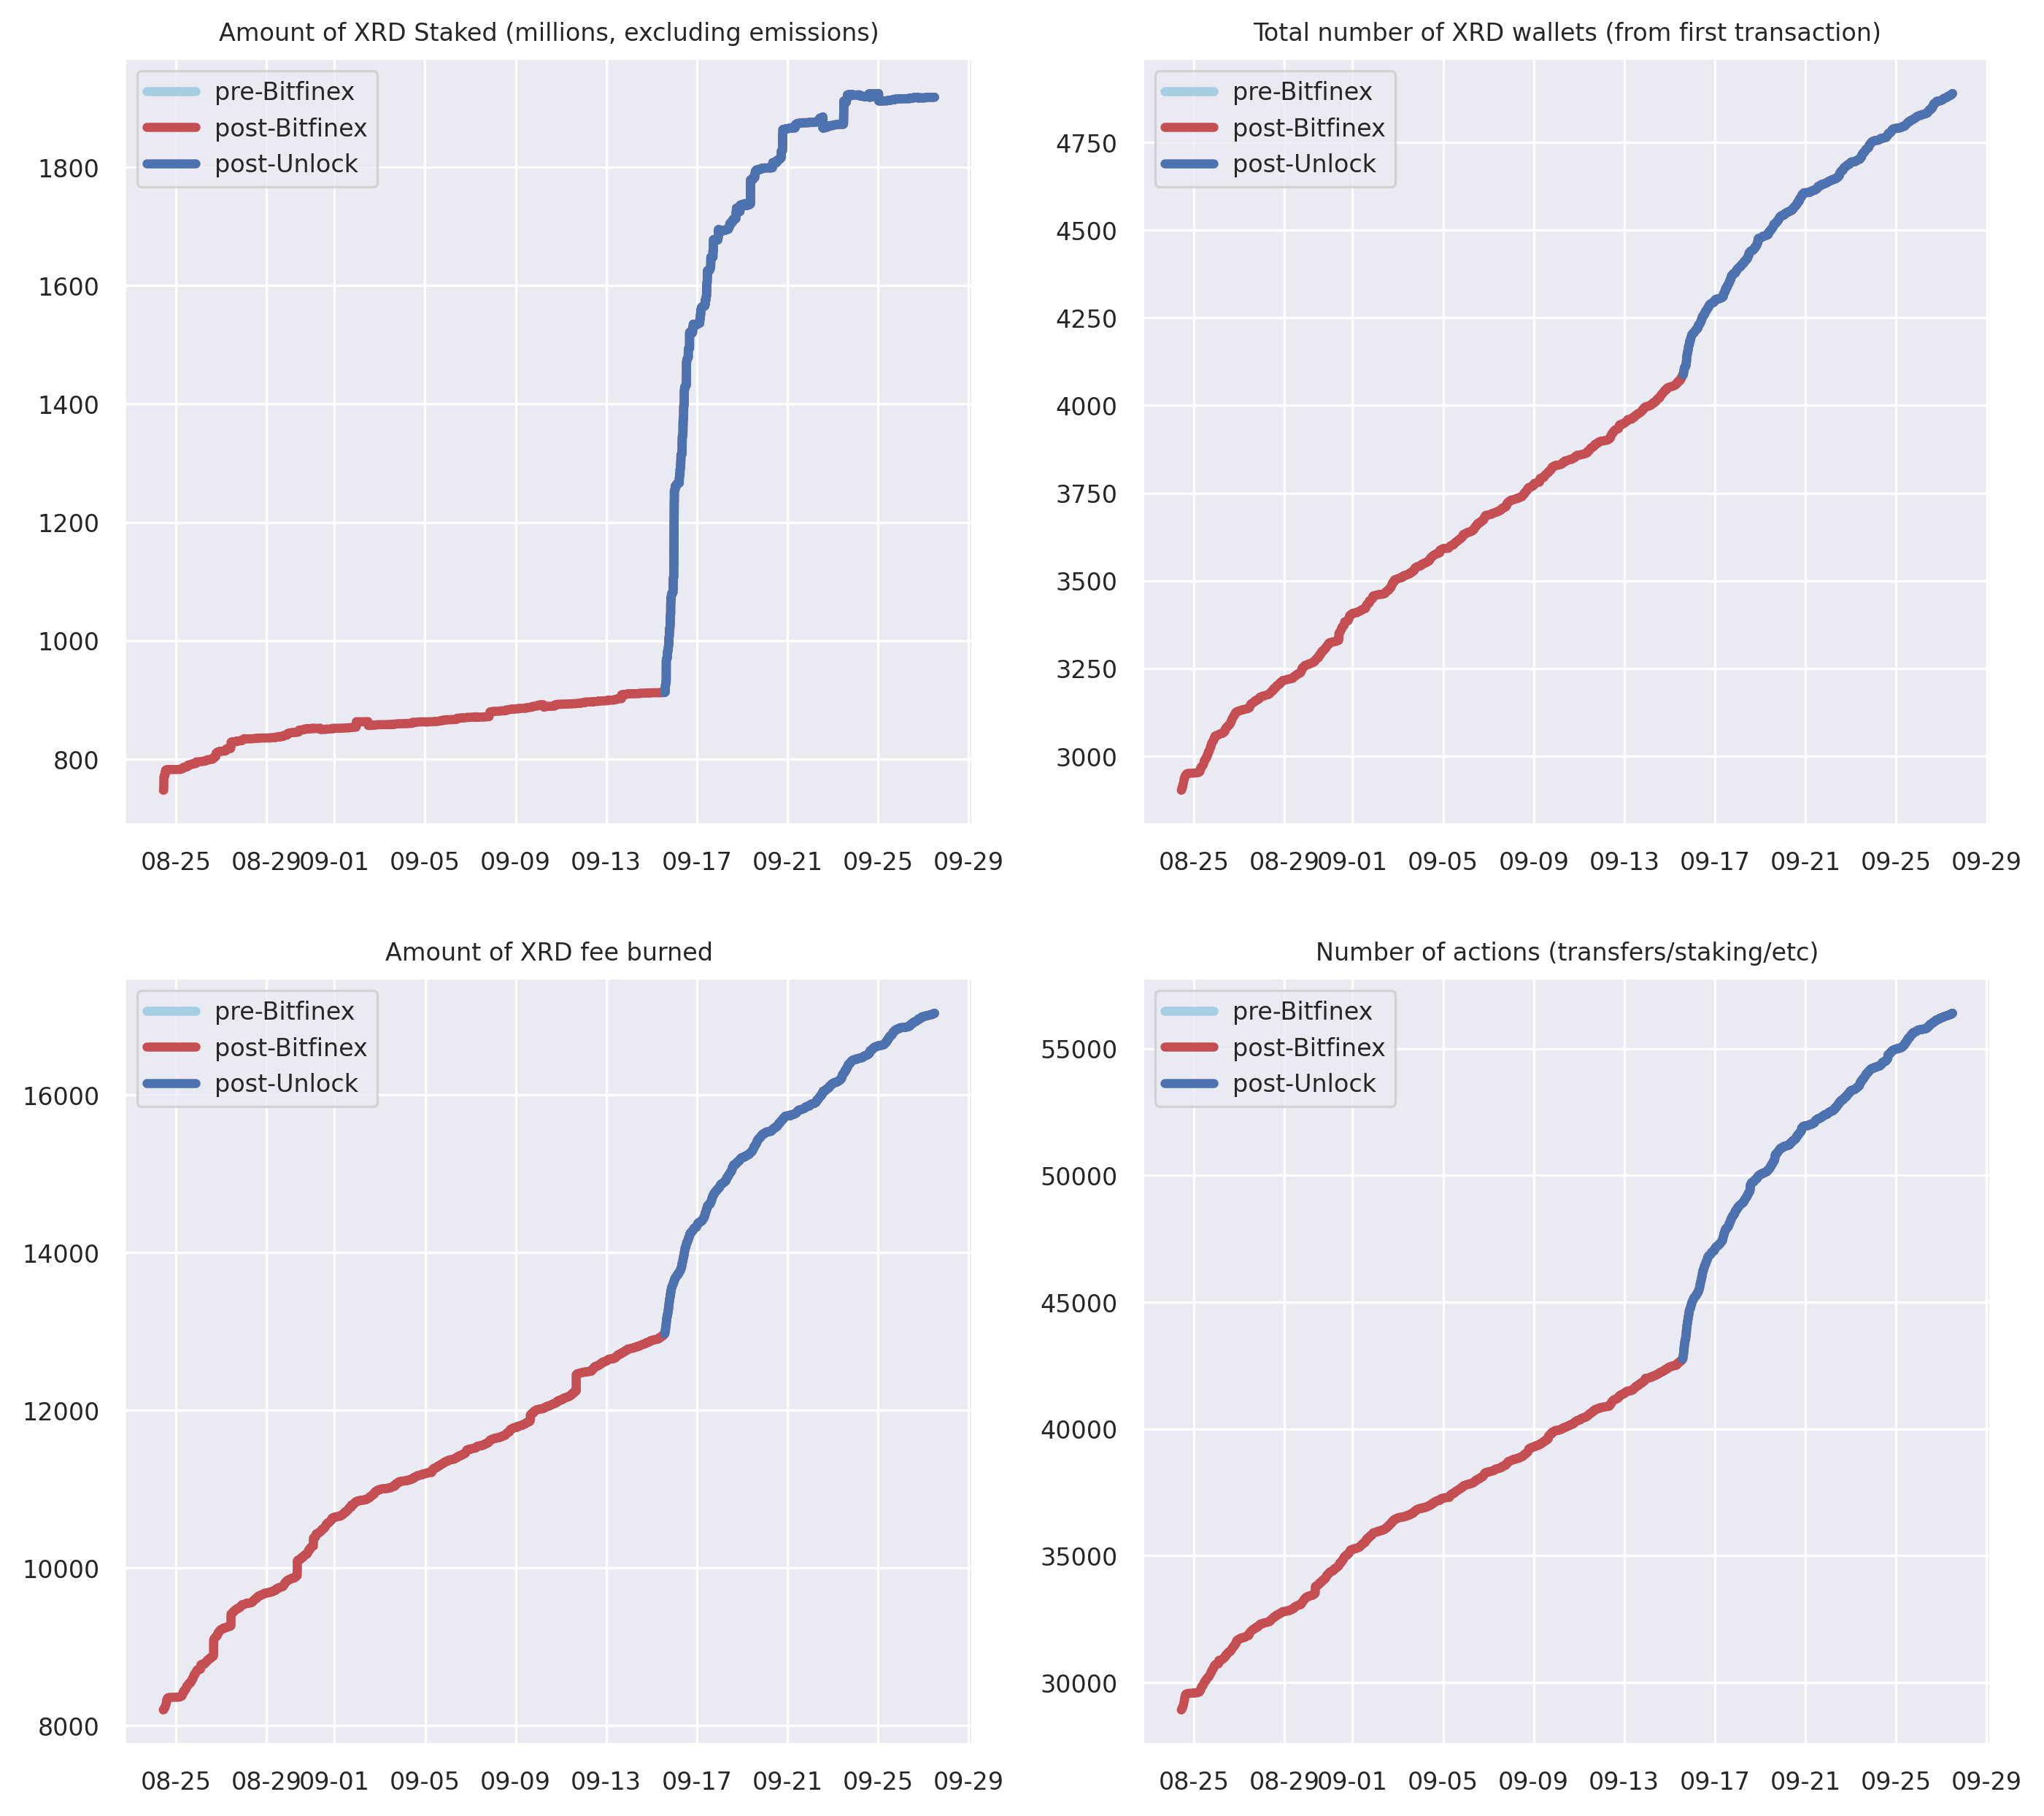 Amount of XRD Staked (millions, excluding emissions)
pre-Bitfinex
post-Bitfinex
post-Unlock
1800
1600
1400
1200
1000
800
08-25 08-29 09-01 09-05 09-09 09-13 09-17 09-21 09-25 09-29
Total number of XRD wallets (from first transaction)
pre-Bitfinex
post-Bitfinex
post-Unlock
4750
4500
4250
4000
3750
3500
3250
3000
08-25 08-29 09-01 09-05 09-09 09-13 09-17 09-21 09-25 09-29
Amount of XRD fee burned
pre-Bitfinex
post-Bitfinex
post-Unlock
16000
14000
12000
10000
8000
08-25 08-29 09-01 09-05 09-09 09-13 09-17 09-21 09-25 09-29
Number of actions (transfers/staking/etc)
pre-Bitfinex
post-Bitfinex
post-Unlock
55000
50000
45000
40000
35000
30000
08-25 08-29 09-01 09-05 09-09 09-13 09-17 09-21 09-25 09-29